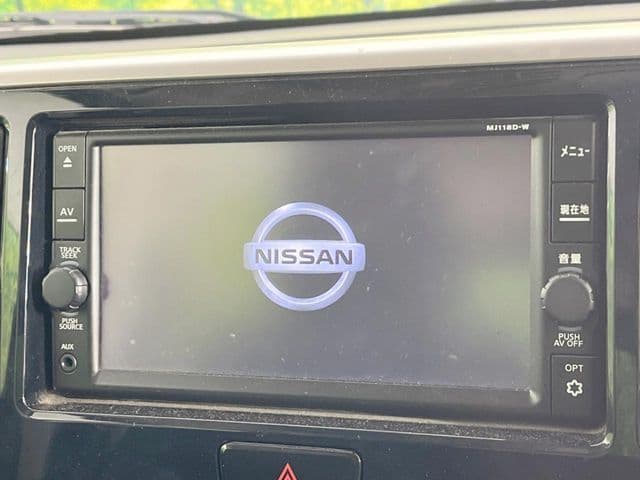 MJ118D-W
OPEN
AV
TRACK
SEEK
PUSH
SOURCE
AUX
NISSAN
メニュー
現在地
音量
PUSH
AV OFF
OPT